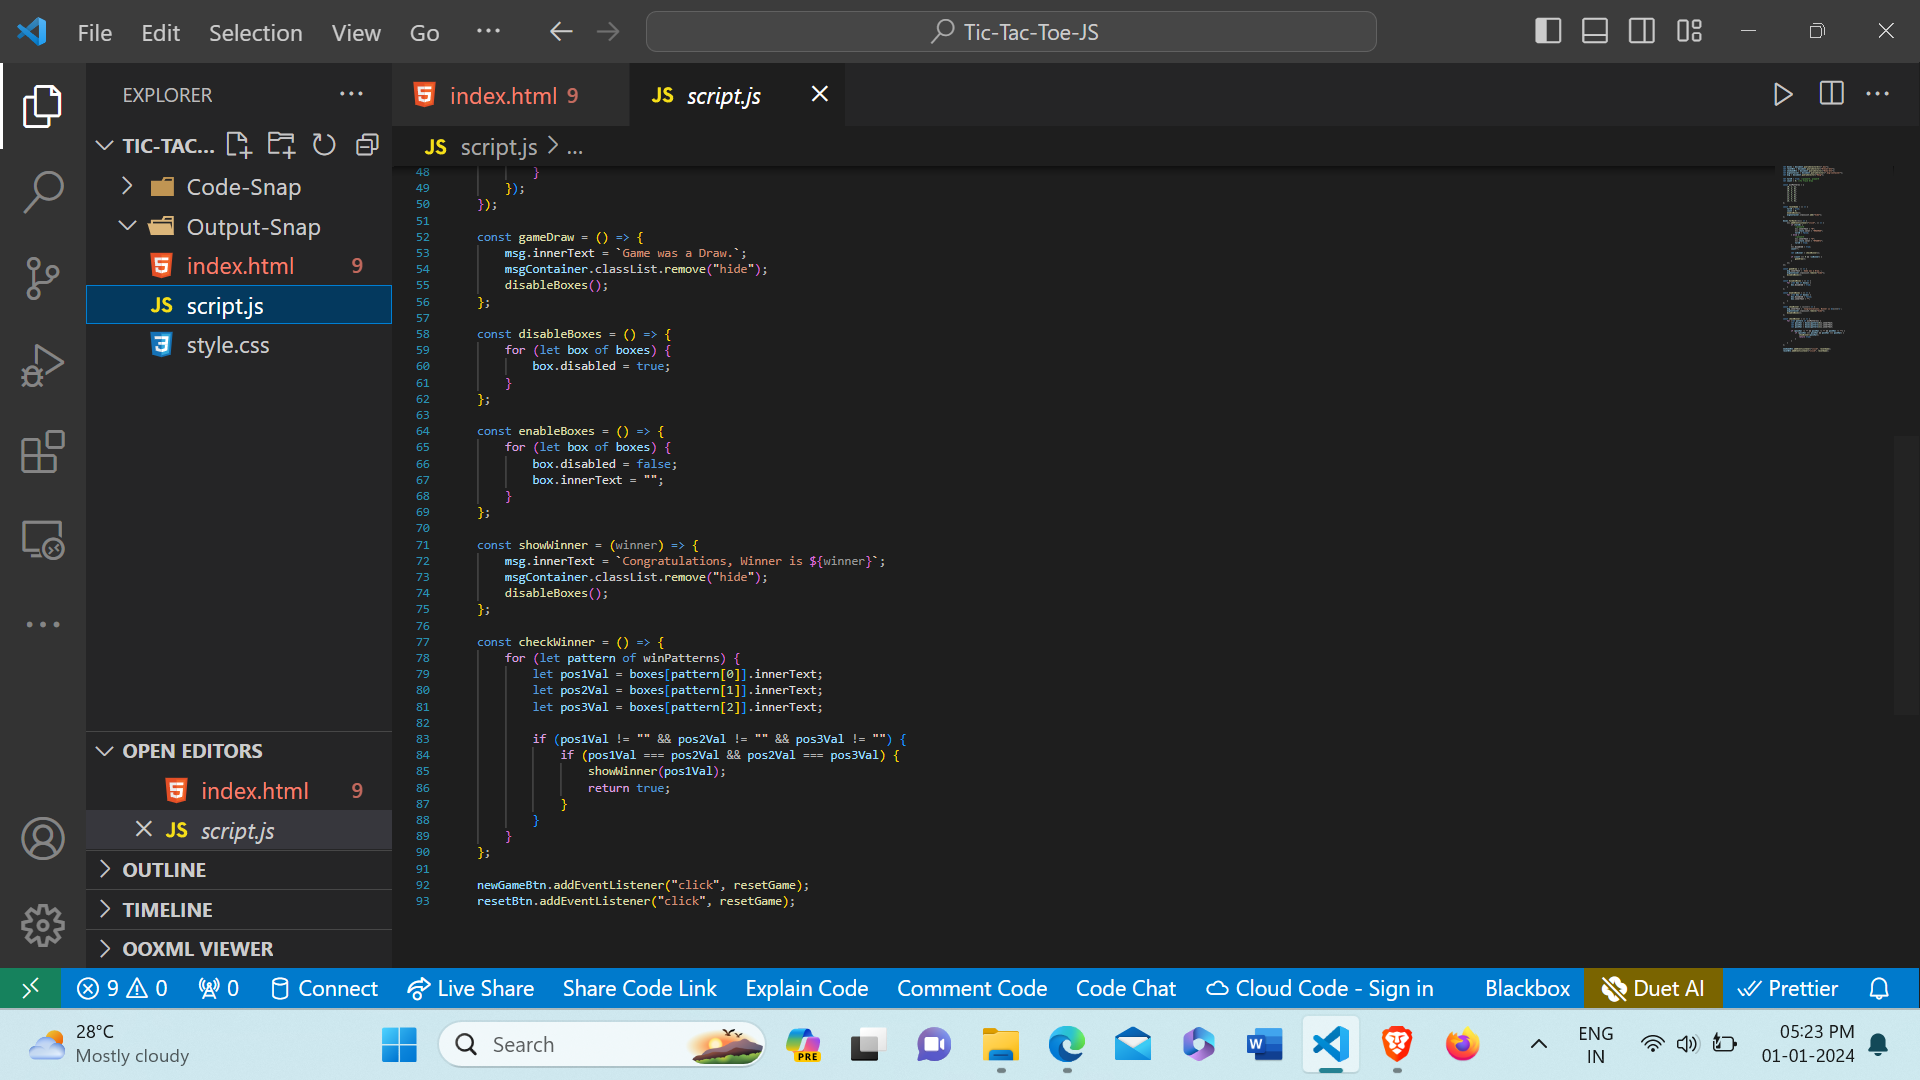 File Edit Selection View Go ··· Tic-Tac-Toe-JS
EXPLORER ···
index.html 9
JS script.js
TIC-TAC...
JS script.js > ...
Code-Snap
Output-Snap
index.html 9
JS script.js
style.css
48 }
49 });
50 });
51
52 const gameDraw = () => {
53 msg.innerText = `Game was a Draw.`;
54 msgContainer.classList.remove("hide");
55 disableBoxes();
56 };
57
58 const disableBoxes = () => {
59 for (let box of boxes) {
60 box.disabled = true;
61 }
62 };
63
64 const enableBoxes = () => {
65 for (let box of boxes) {
66 box.disabled = false;
67 box.innerText = "";
68 }
69 };
70
71 const showWinner = (winner) => {
72 msg.innerText = `Congratulations, Winner is ${winner}`;
73 msgContainer.classList.remove("hide");
74 disableBoxes();
75 };
76
77 const checkWinner = () => {
78 for (let pattern of winPatterns) {
79 let pos1Val = boxes[pattern[0]].innerText;
80 let pos2Val = boxes[pattern[1]].innerText;
81 let pos3Val = boxes[pattern[2]].innerText;
82
83 if (pos1Val != "" && pos2Val != "" && pos3Val != "") {
84 if (pos1Val === pos2Val && pos2Val === pos3Val) {
85 showWinner(pos1Val);
86 return true;
87 }
88 }
89 }
90 };
91
92 newGameBtn.addEventListener("click", resetGame);
93 resetBtn.addEventListener("click", resetGame);
OPEN EDITORS
index.html 9
JS script.js
OUTLINE
TIMELINE
OOXML VIEWER
9 0 0 Connect Live Share Share Code Link Explain Code Comment Code Code Chat Cloud Code - Sign in Blackbox Duet AI Prettier
28°C
Mostly cloudy
Search
PRE
ENG
IN
05:23 PM
01-01-2024